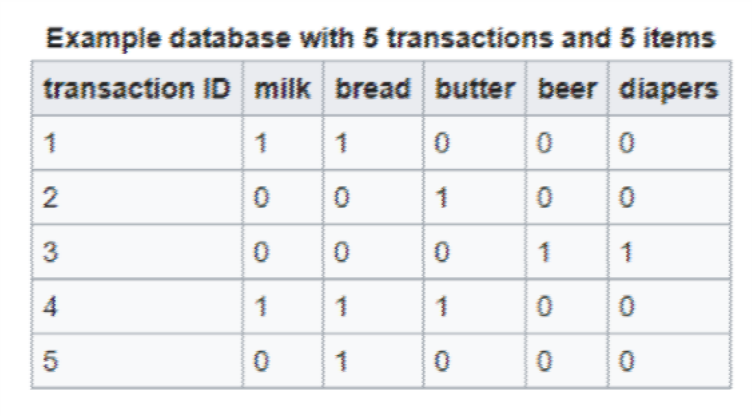 Example database with 5 transactions and 5 items
transaction ID milk bread butter beer diapers
1 1 1 0 0 0
2 0 0 1 0 0
3 0 0 0 1 1
4 1 1 1 0 0
5 0 1 0 0 0